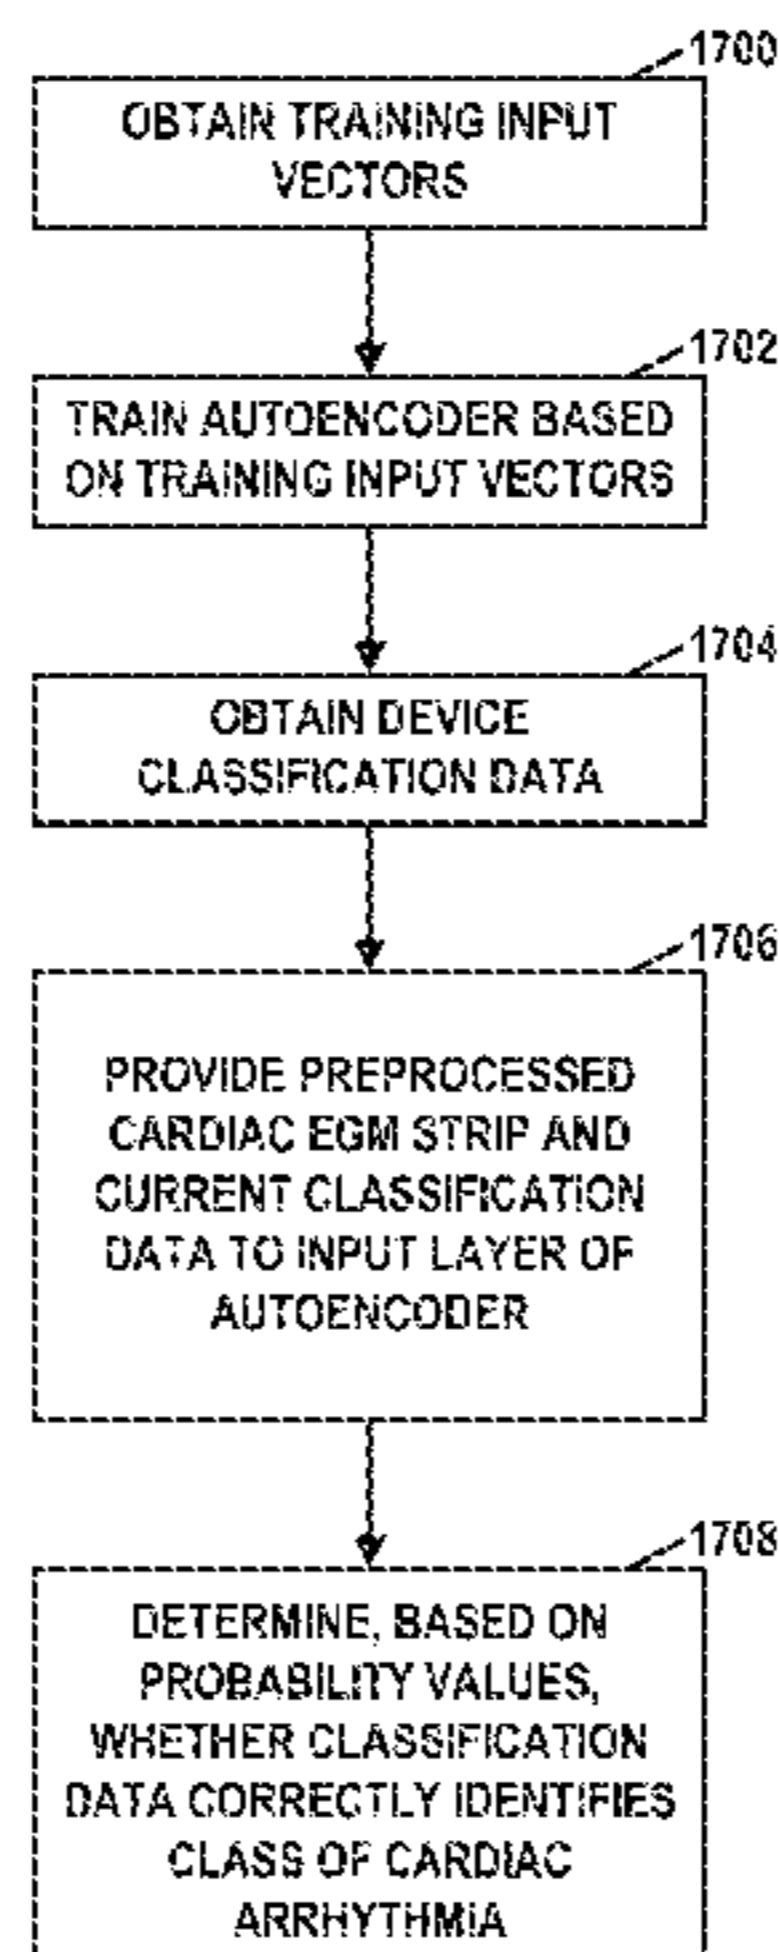 1700
OBTAIN TRAINING INPUT
VECTORS
1702
TRAIN AUTOENCODER BASED
ON TRAINING INPUT VECTORS
1704
OBTAIN DEVICE
CLASSIFICATION DATA
1706
PROVIDE PREPROCESSED
CARDIAC EGM STRIP AND
CURRENT CLASSIFICATION
DATA TO INPUT LAYER OF
AUTOENCODER
1708
DETERMINE, BASED ON
PROBABILITY VALUES,
WHETHER CLASSIFICATION
DATA CORRECTLY IDENTIFIES
CLASS OF CARDIAC
ARRHYTHMIA